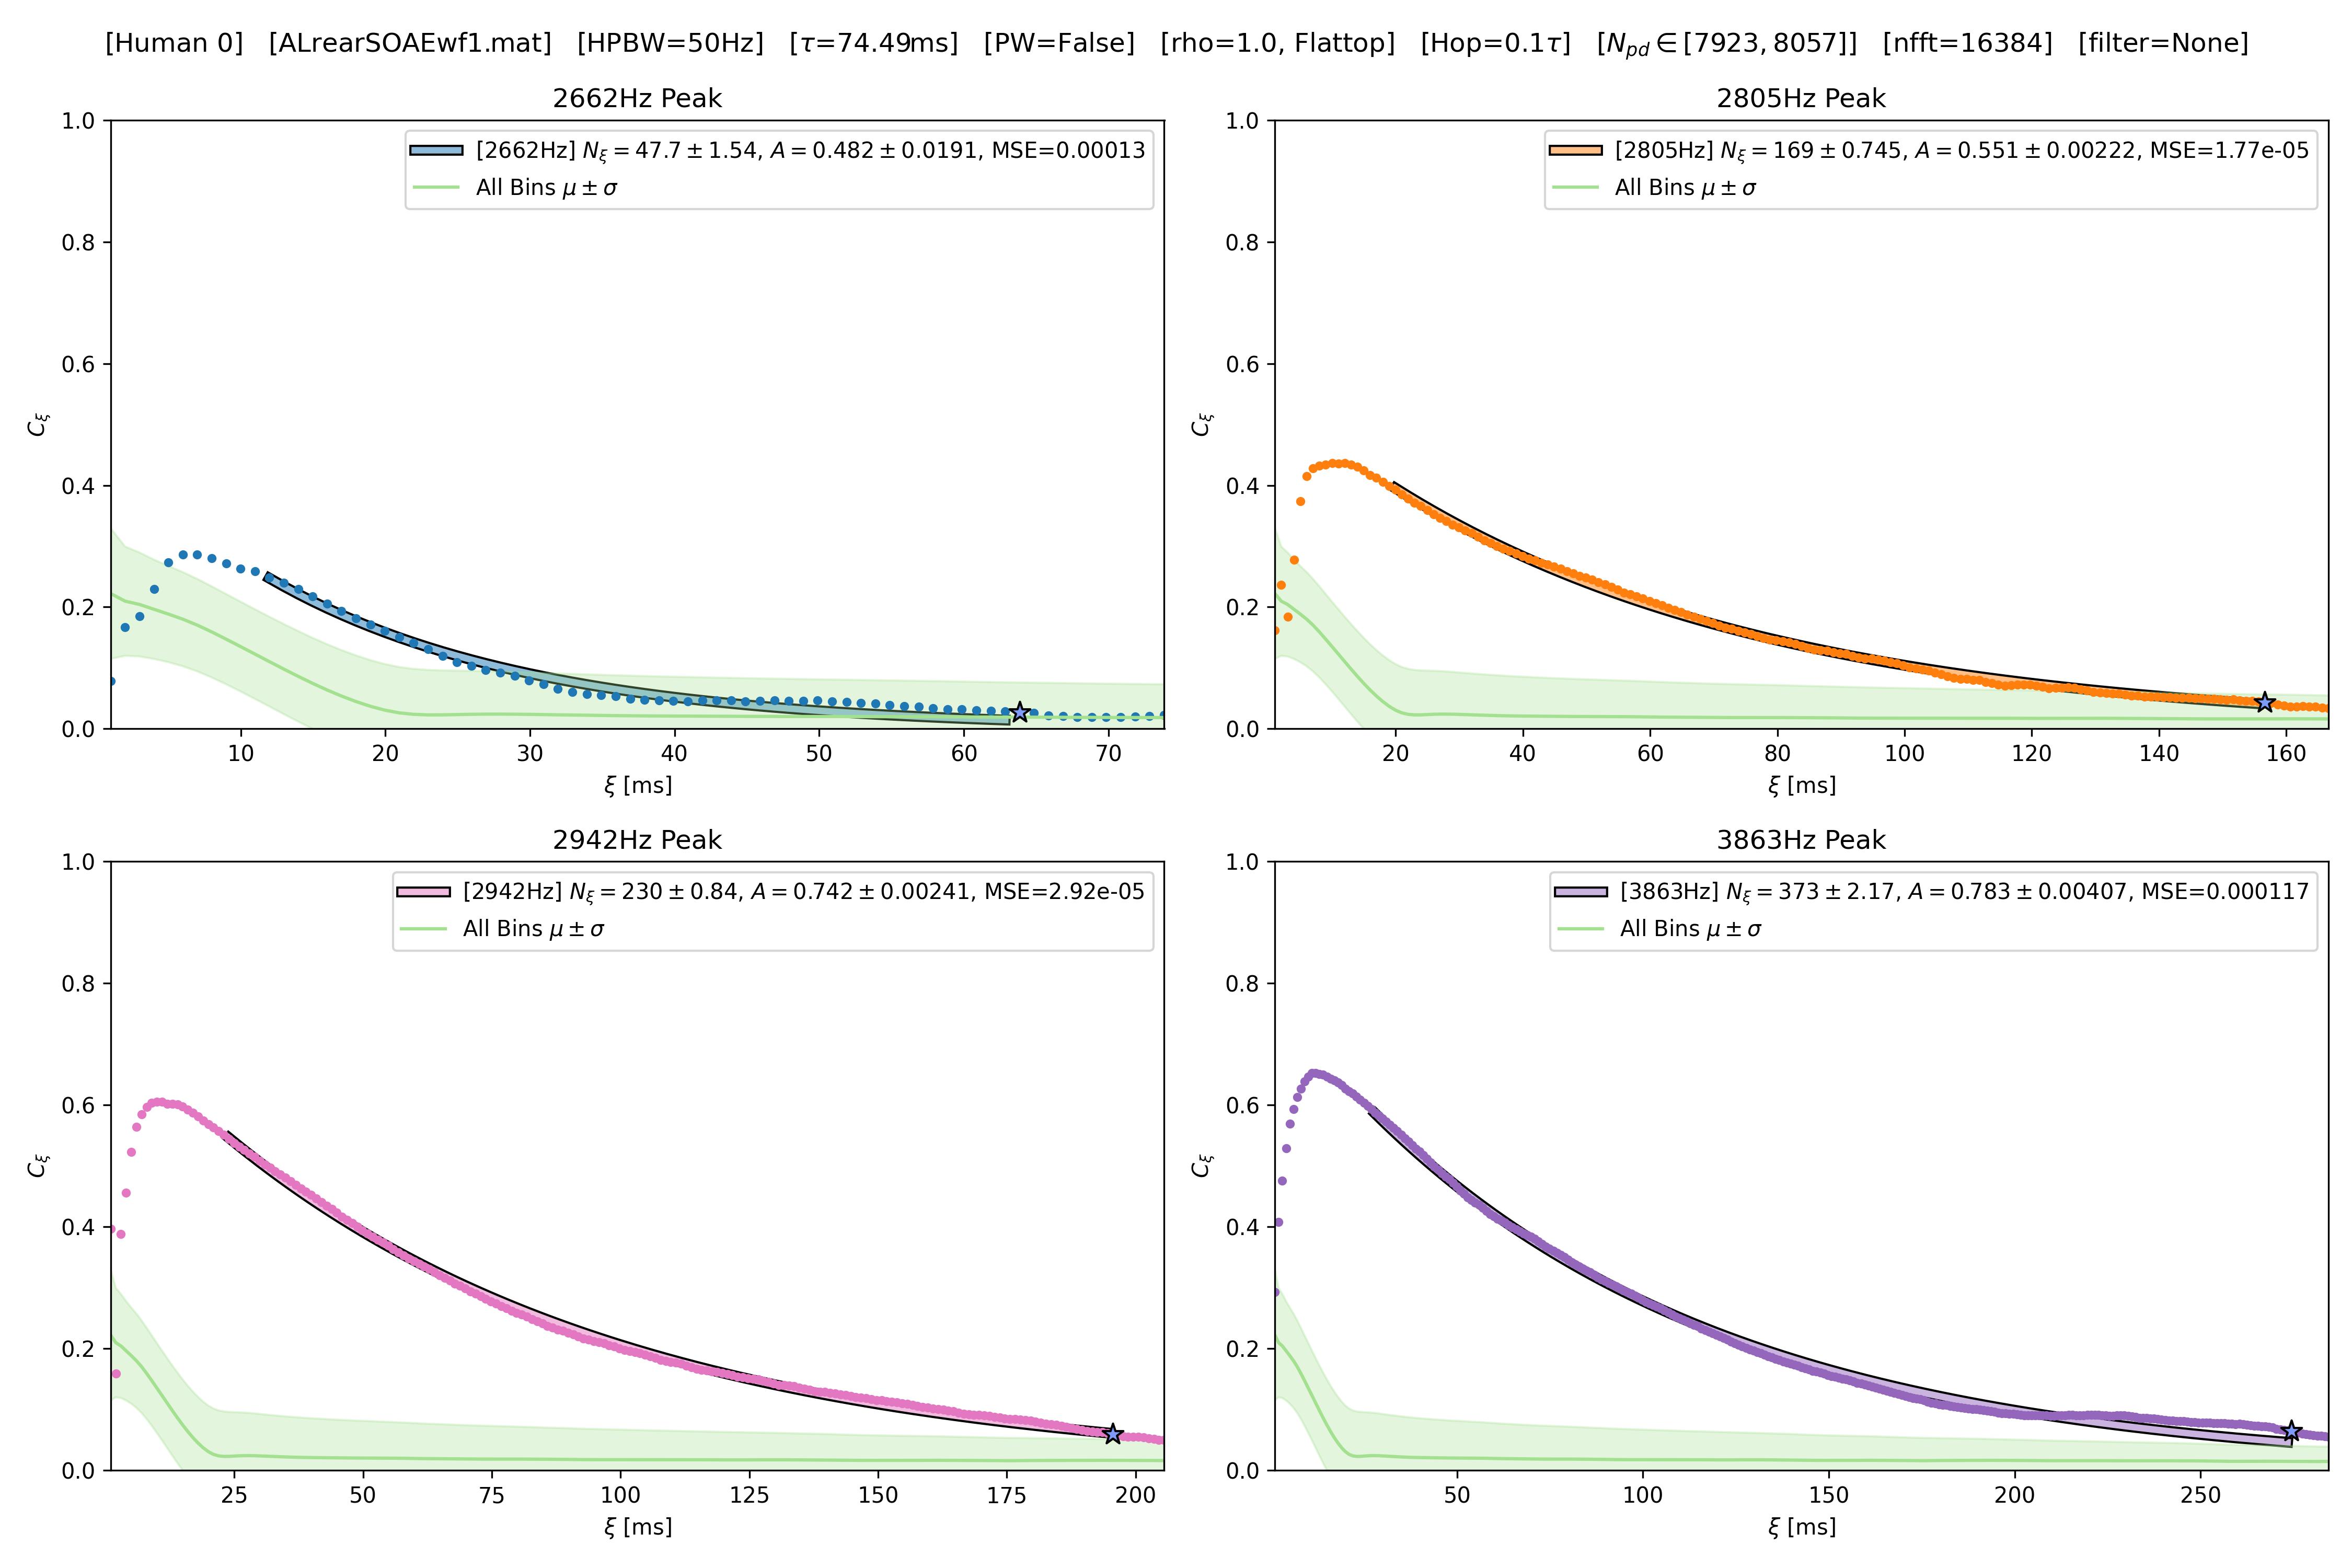 [Human 0] [ALrearSOAEwf1.mat] [HPBW=50Hz] [τ=74.49ms] [PW=False] [rho=1.0, Flattop] [Hop=0.1τ] [N_pd ∈ [7923, 8057]] [nfft=16384] [filter=None]
2662Hz Peak
1.0
0.8
0.6
0.4
0.2
0.0
C_ξ
[2662Hz] N_ξ = 47.7 ± 1.54, A = 0.482 ± 0.0191, MSE=0.00013
All Bins μ ± σ
10 20 30 40 50 60 70
ξ [ms]
2805Hz Peak
1.0
0.8
0.6
0.4
0.2
0.0
C_ξ
[2805Hz] N_ξ = 169 ± 0.745, A = 0.551 ± 0.00222, MSE=1.77e-05
All Bins μ ± σ
20 40 60 80 100 120 140 160
ξ [ms]
2942Hz Peak
1.0
0.8
0.6
0.4
0.2
0.0
C_ξ
[2942Hz] N_ξ = 230 ± 0.84, A = 0.742 ± 0.00241, MSE=2.92e-05
All Bins μ ± σ
25 50 75 100 125 150 175 200
ξ [ms]
3863Hz Peak
1.0
0.8
0.6
0.4
0.2
0.0
C_ξ
[3863Hz] N_ξ = 373 ± 2.17, A = 0.783 ± 0.00407, MSE=0.000117
All Bins μ ± σ
50 100 150 200 250
ξ [ms]